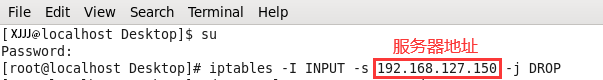 File Edit View Search Terminal Help
[XJJJ@localhost Desktop]$ su
服务器地址
Password:
[root@localhost Desktop]# iptables -I INPUT -s 192.168.127.150 -j DROP